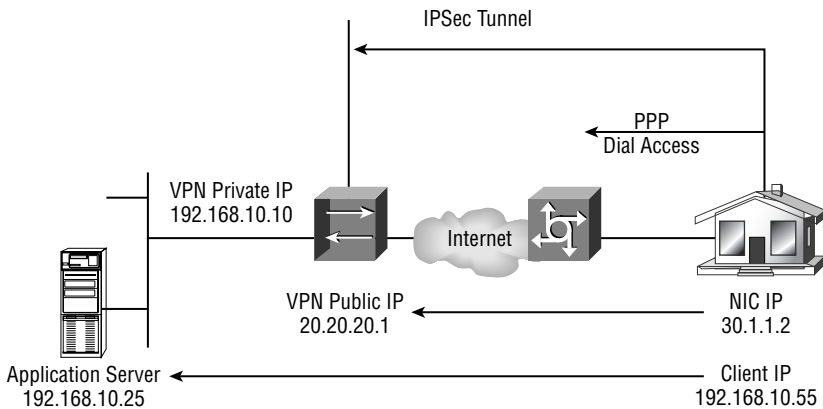 IPSec Tunnel
PPP
Dial Access
VPN Private IP
192.168.10.10
Internet
VPN Public IP
20.20.20.1
NIC IP
30.1.1.2
Application Server
192.168.10.25
Client IP
192.168.10.55